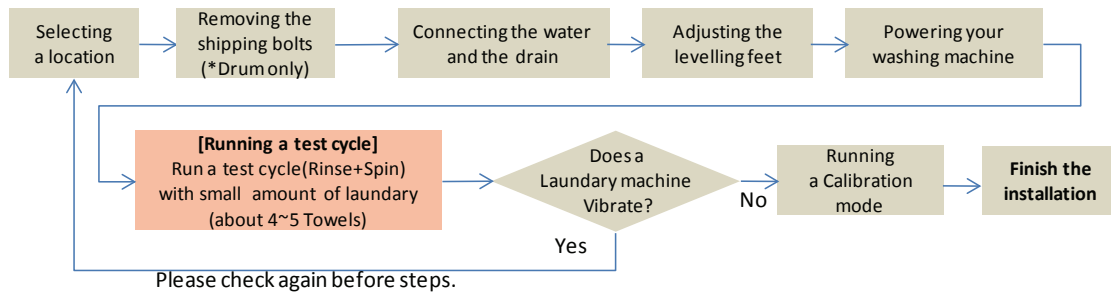 Selecting
a location
Removing the
shipping bolts
(*Drum only)
Connecting the water
and the drain
Adjusting the
levelling feet
Powering your
washing machine
[Running a test cycle]
Run a test cycle(Rinse+Spin)
with small amount of laundary
(about 4~5 Towels)
Does a
Laundary machine
Vibrate?
No
Running
a Calibration
mode
Finish the
installation
Yes
Please check again before steps.